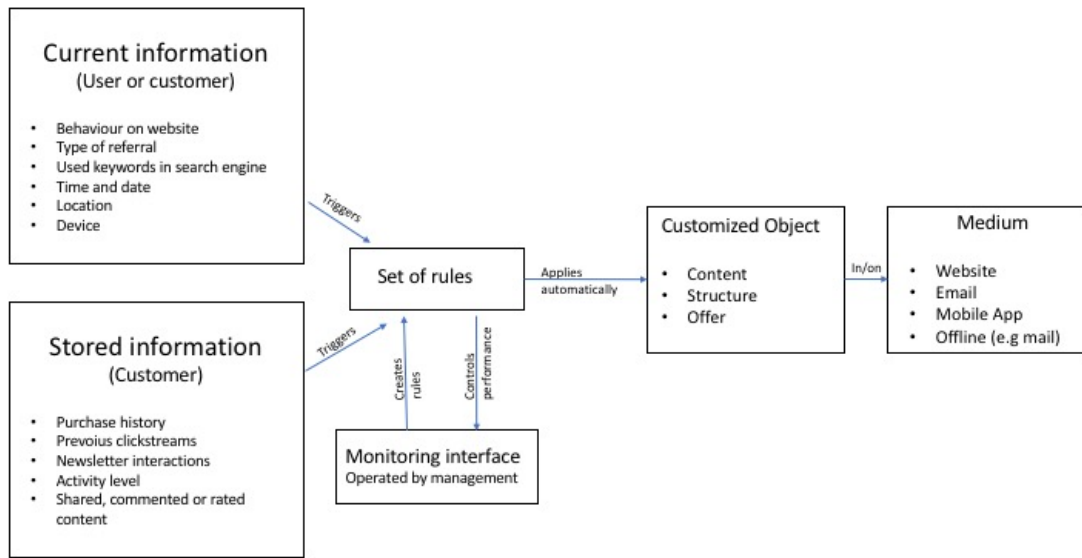 Current information
(User or customer)
• Behaviour on website
• Type of referral
• Used keywords in search engine
• Time and date
• Location
• Device
Triggers
Stored information
(Customer)
• Purchase history
• Prevoius clickstreams
• Newsletter interactions
• Activity level
• Shared, commented or rated
content
Triggers
Set of rules
Creates
rules
Controls
performance
Monitoring interface
Operated by management
Applies
automatically
Customized Object
• Content
• Structure
• Offer
In/on
Medium
• Website
• Email
• Mobile App
• Offline (e.g mail)